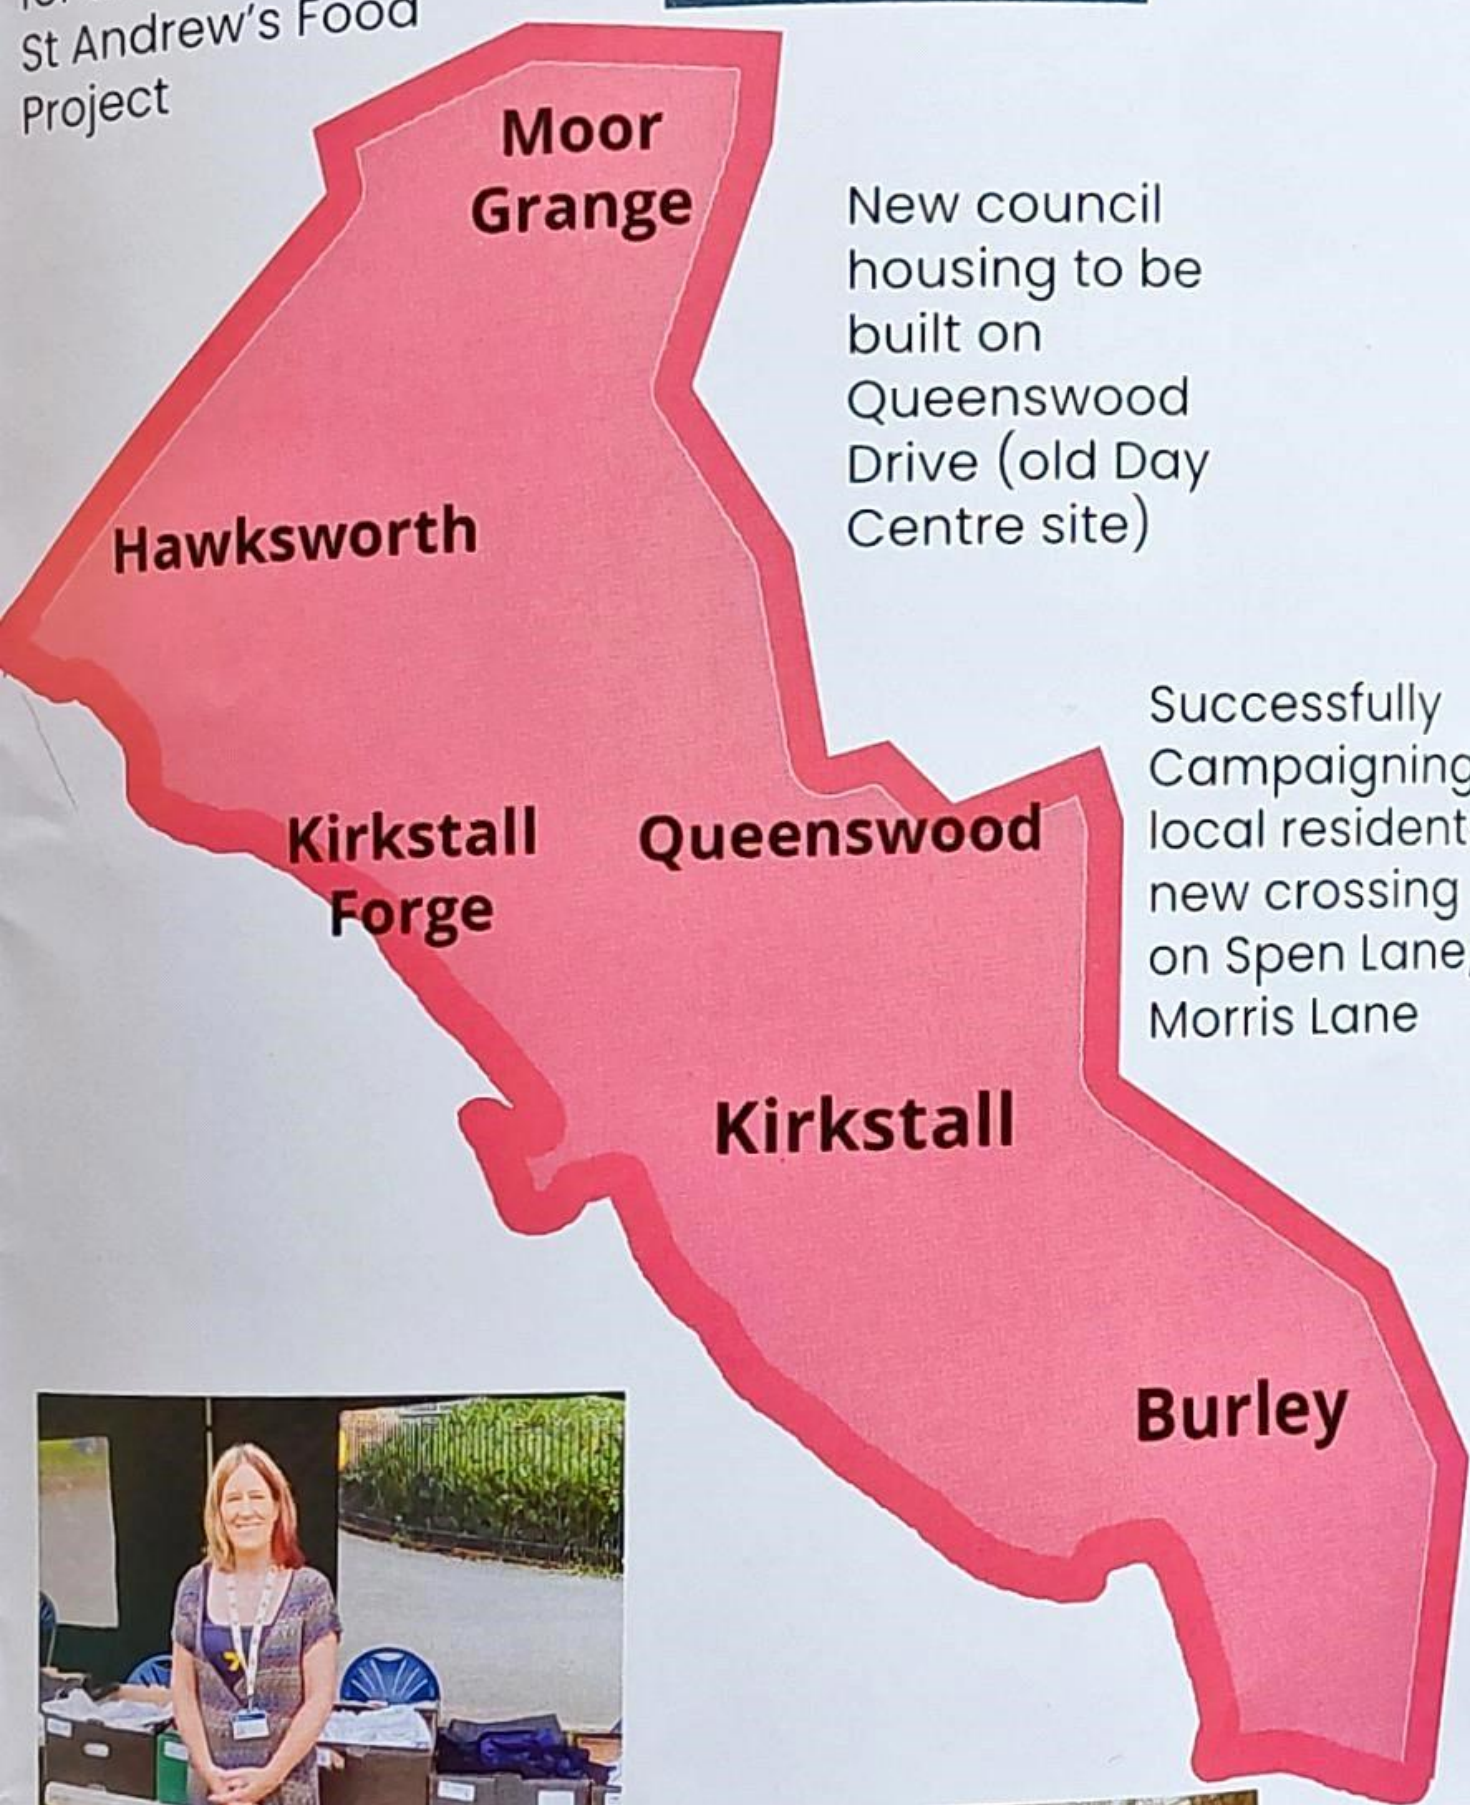 St Andrew's Food
Project
Moor
Grange
New council
housing to be
built on
Queenswood
Drive (old Day
Centre site)
Hawksworth
Successfully
Campaigning
local resident
new crossing
on Spen Lane,
Morris Lane
Kirkstall
Forge
Queenswood
Kirkstall
Burley